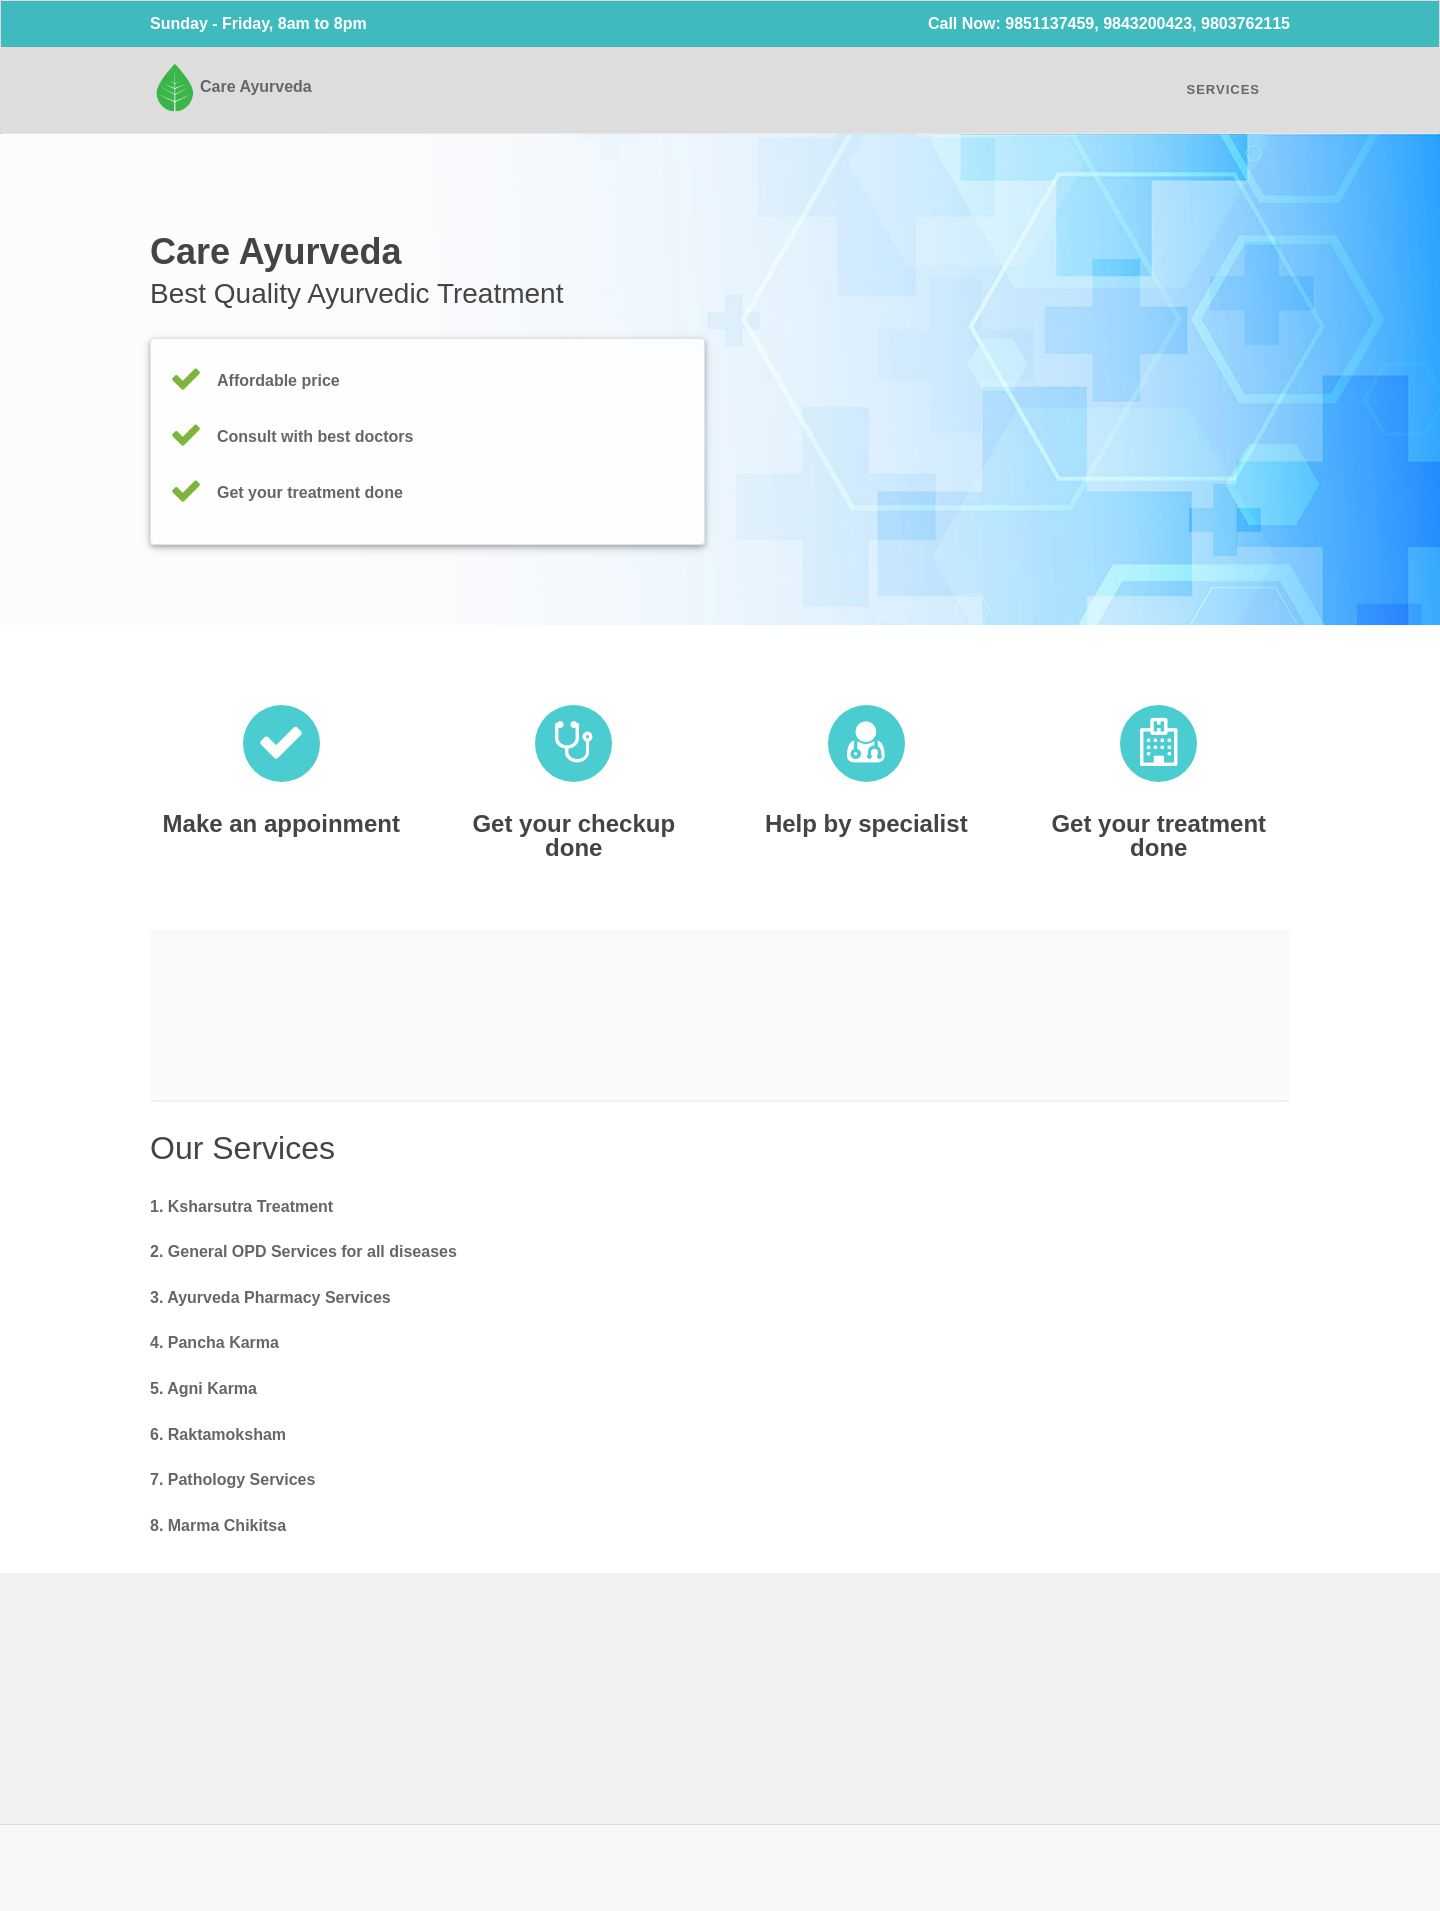 Sunday - Friday, 8am to 8pm
Call Now: 9851137459, 9843200423, 9803762115
Care Ayurveda
SERVICES
Care Ayurveda
Best Quality Ayurvedic Treatment
Affordable price
Consult with best doctors
Get your treatment done
Make an appoinment
Get your checkup
done
Help by specialist
Get your treatment
done
Our Services
1. Ksharsutra Treatment
2. General OPD Services for all diseases
3. Ayurveda Pharmacy Services
4. Pancha Karma
5. Agni Karma
6. Raktamoksham
7. Pathology Services
8. Marma Chikitsa